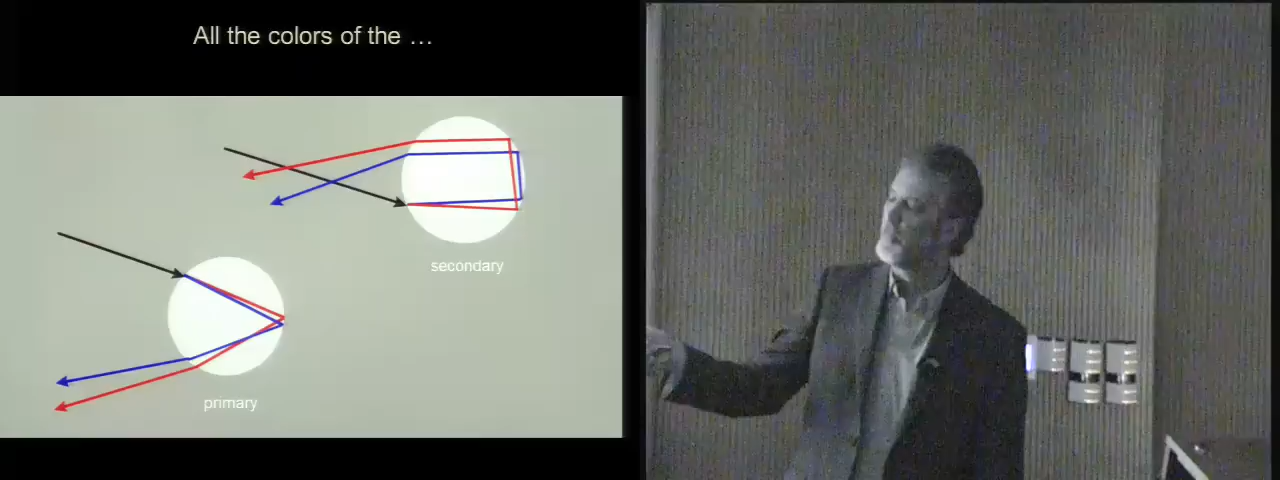 All the colors of the …
secondary
primary